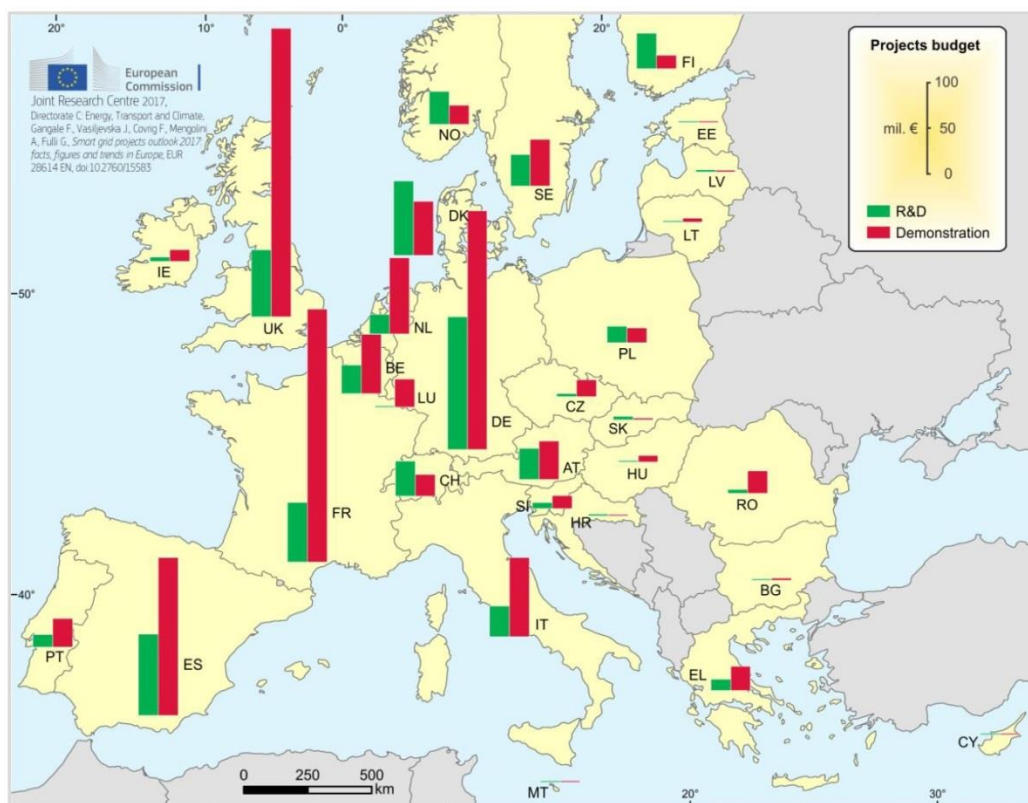 20°
10°
0°
20°
European
Commission
Joint Research Centre 2017,
Directorate C: Energy, Transport and Climate,
Gangale F., Vasiljevska J., Covrig F., Mengolini
A., Fulli G., Smart grid projects outlook 2017:
facts, figures and trends in Europe, EUR
28614 EN, doi:10.2760/15583
Projects budget
100
mil. €
50
0
R&D
Demonstration
FI
NO
SE
EE
LV
LT
DK
IE
UK
50°
50°
NL
BE
LU
DE
PL
CZ
SK
AT
HU
CH
SI
HR
RO
FR
BG
40°
40°
IT
PT
ES
EL
CY
MT
0 250 500
km
20°
30°